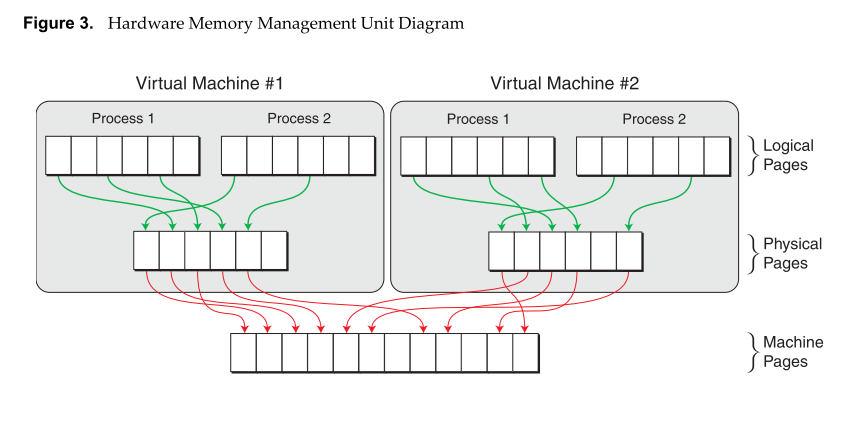 Figure 3. Hardware Memory Management Unit Diagram
Virtual Machine #1
Virtual Machine #2
Process 1
Process 2
Process 1
Process 2
Logical
Pages
Physical
Pages
Machine
Pages